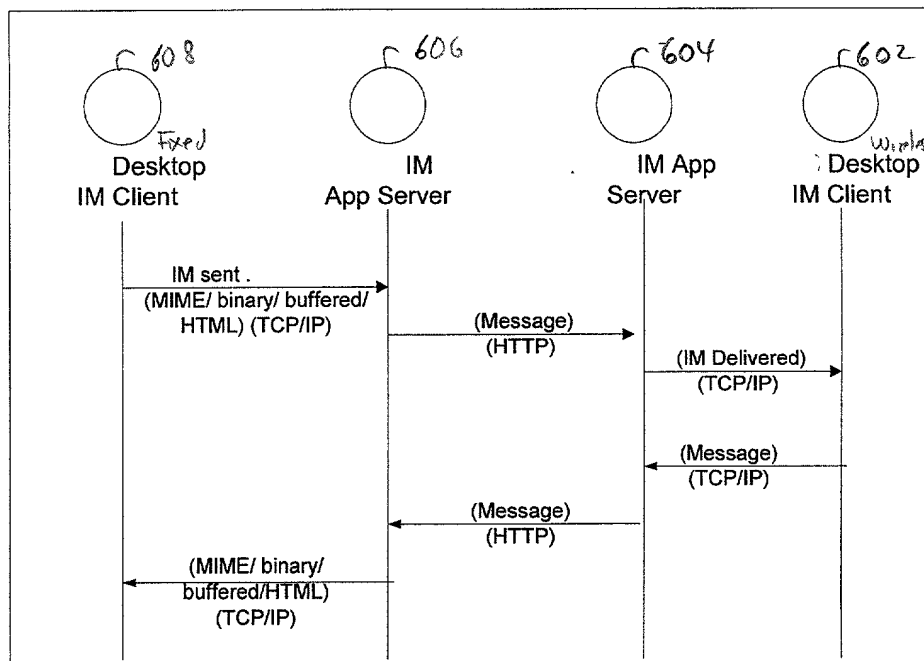 608
606
604
602
Fixed
Desktop
IM Client
IM
App Server
IM App
Server
Desktop
IM Client
IM sent .
(MIME/ binary/ buffered/
HTML) (TCP/IP)
(Message)
(HTTP)
(IM Delivered)
(TCP/IP)
(Message)
(TCP/IP)
(Message)
(HTTP)
(MIME/ binary/
buffered/HTML)
(TCP/IP)